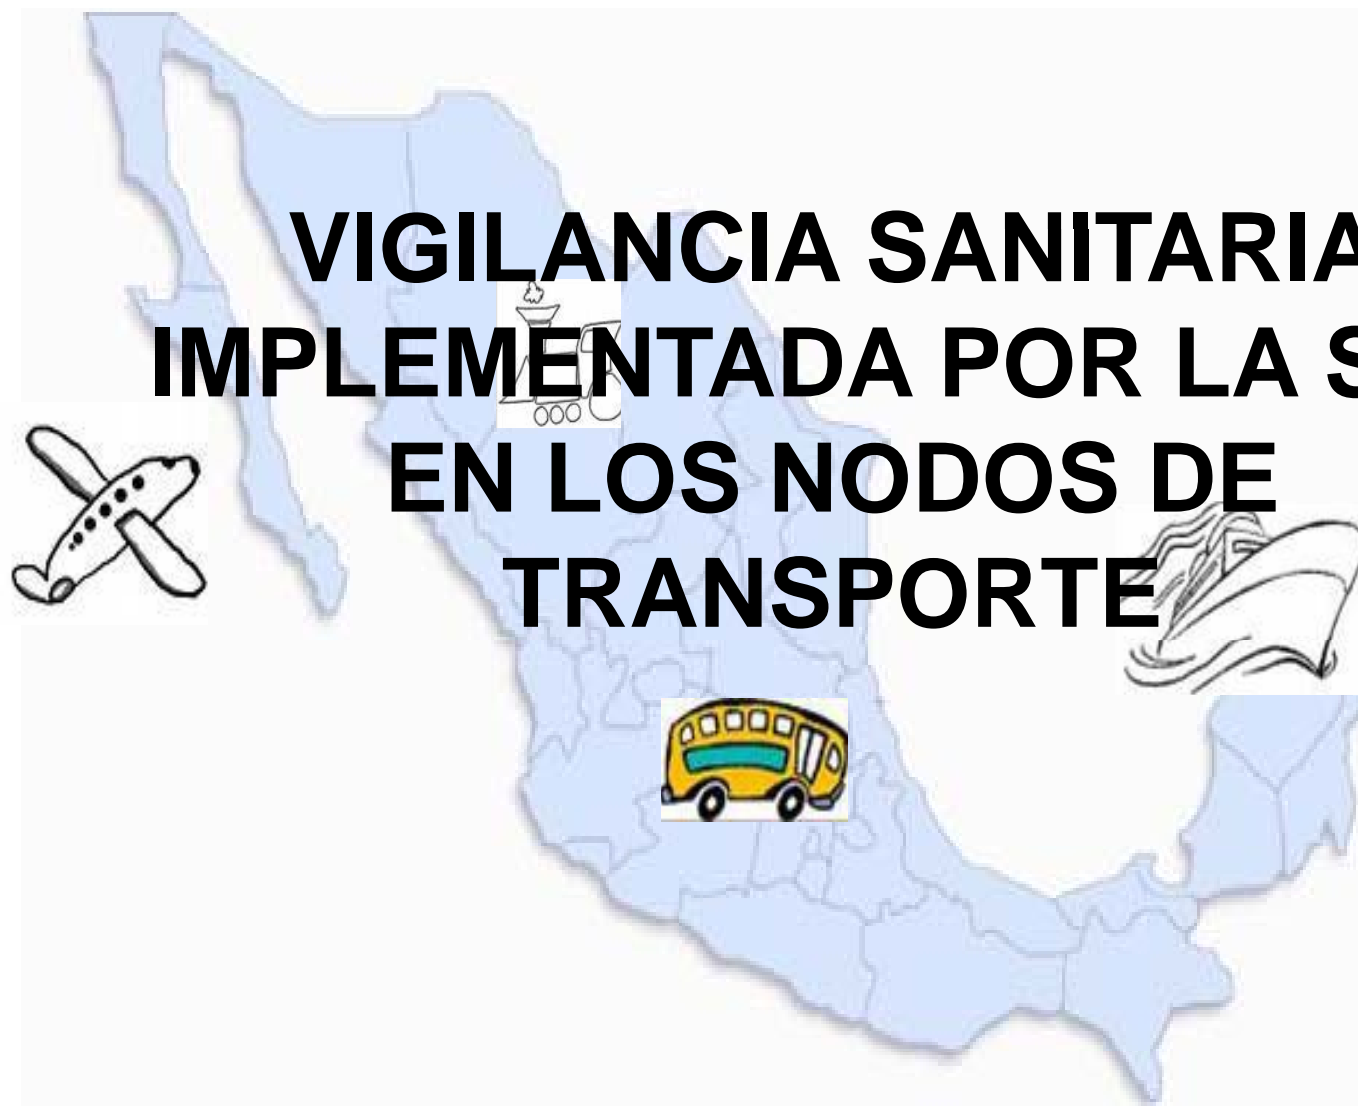 VIGILANCIA SANITARIA
IMPLEMENTADA POR LA
EN LOS NODOS DE
TRANSPORTE